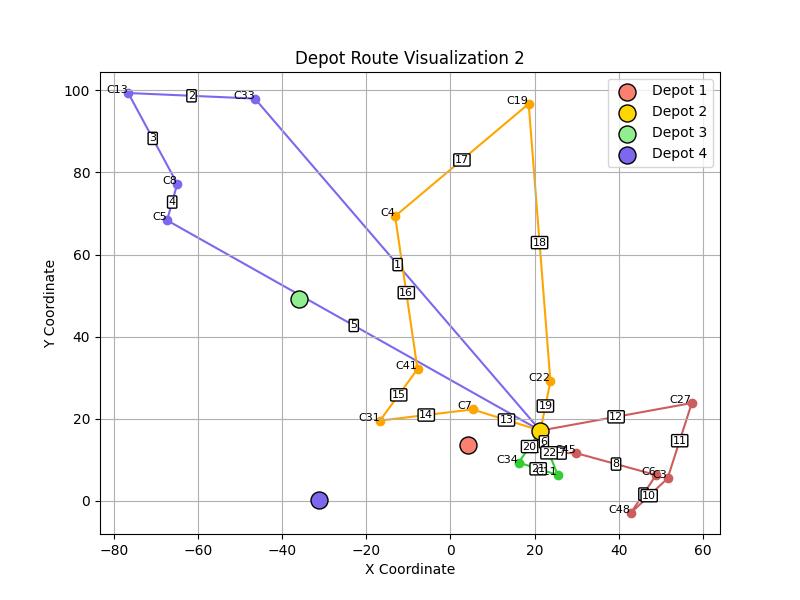 Depot Route Visualization 2
Depot 1
Depot 2
Depot 3
Depot 4
Y Coordinate
X Coordinate
100
80
60
40
20
0
−80
−60
−40
−20
0
20
40
60
C13
2
C33
C19
3
17
C8
4
C5
C4
1
18
16
5
C41
C22
15
19
C27
C31
14
C7
13
12
20
6
22
7
C45
11
C34
21
8
C6
C3
10
C48